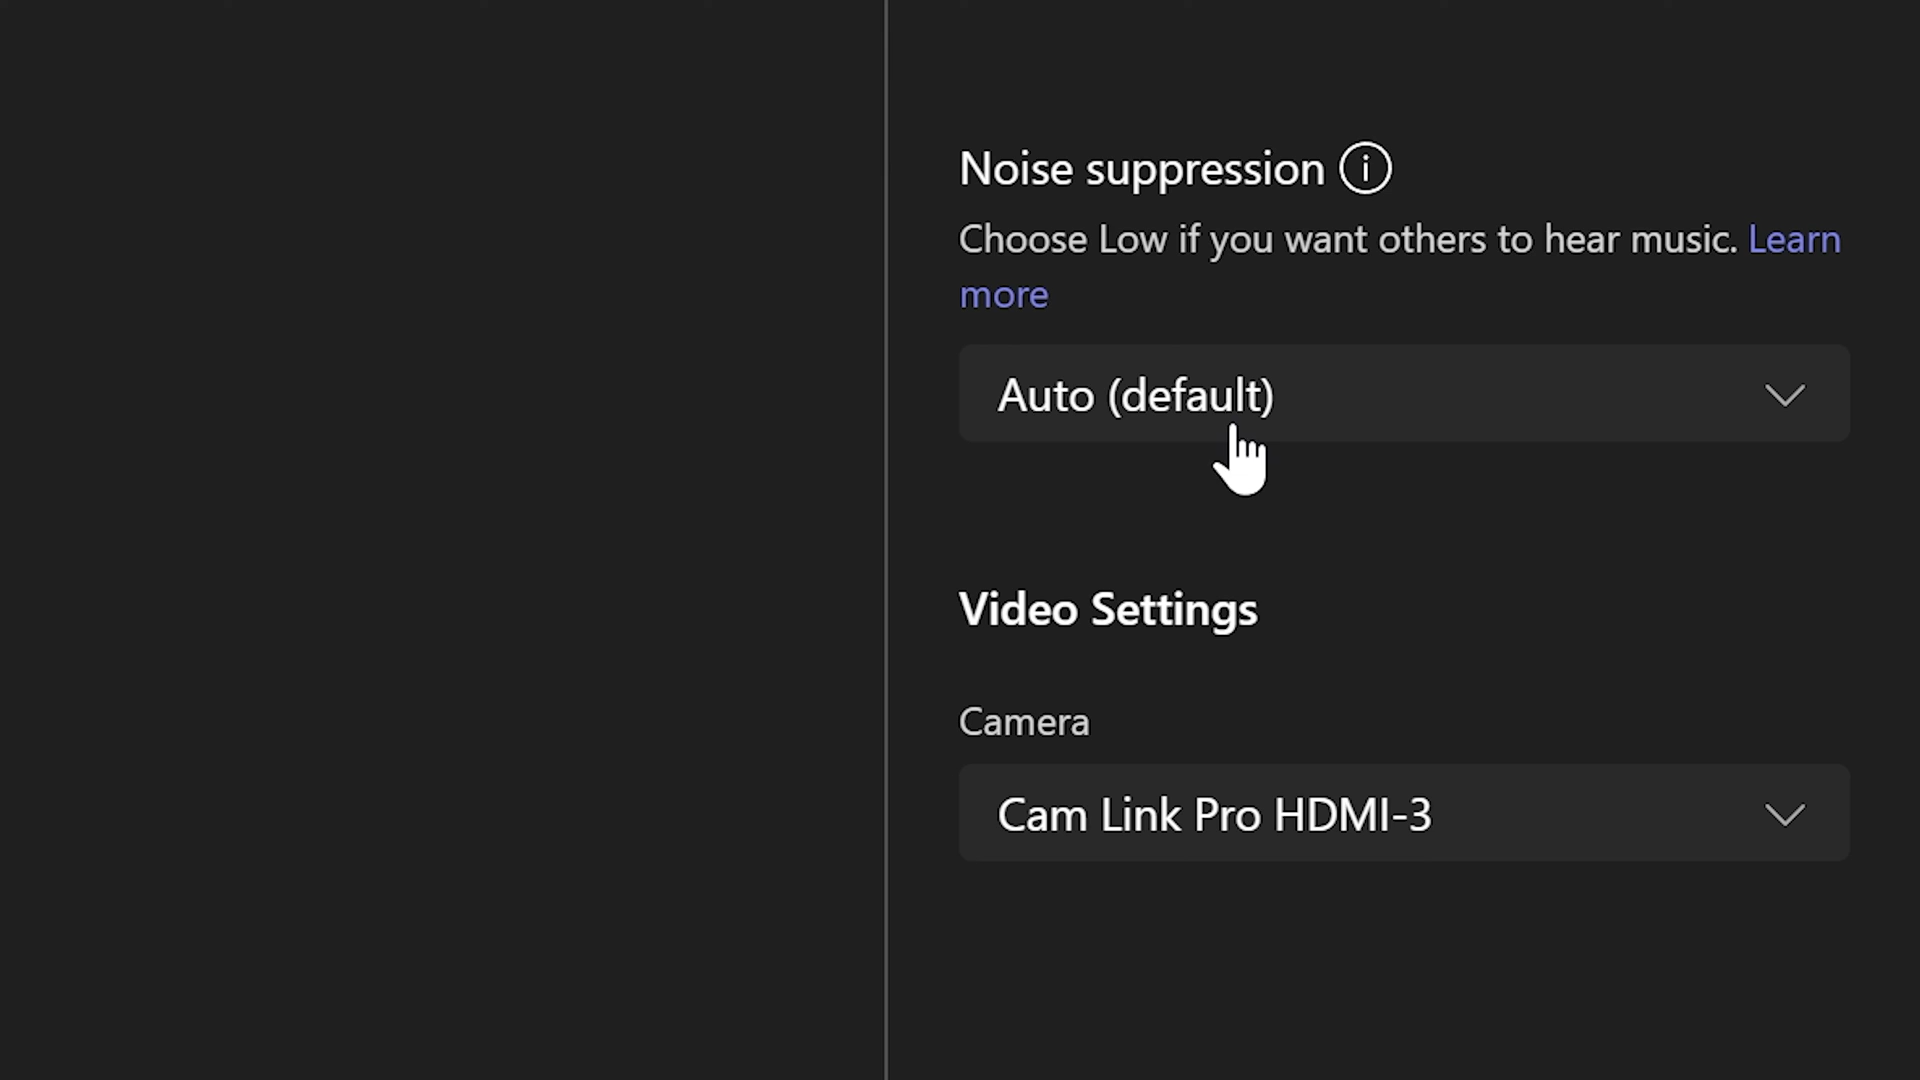 Noise suppression
Choose Low if you want others to hear music. Learn
more
Auto (default)
Video Settings
Camera
Cam Link Pro HDMI-3